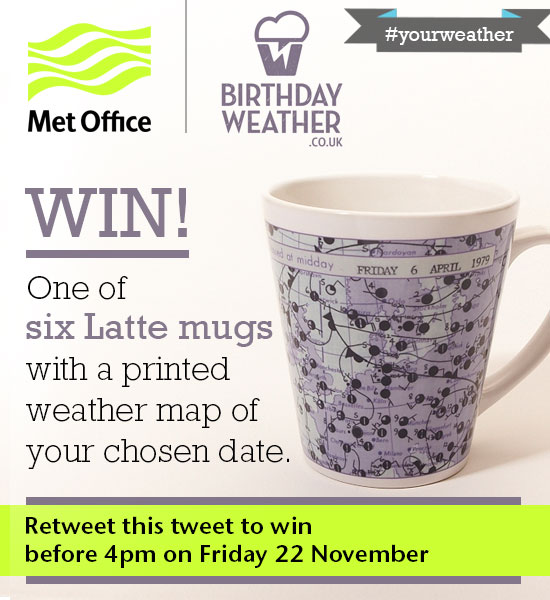 Met Office
BIRTHDAY
WEATHER
.CO.UK
#yourweather
WIN!
One of
six Latte mugs
with a printed
weather map of
your chosen date.
at midday
FRIDAY 6 APRIL 1979
Retweet this tweet to win
before 4pm on Friday 22 November